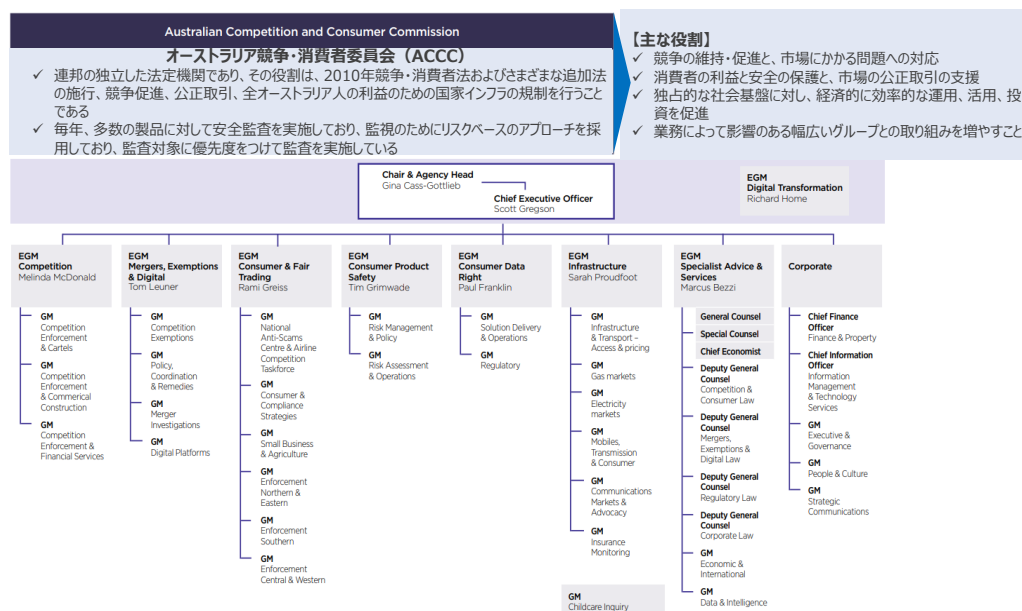 Australian Competition and Consumer Commission
オーストラリア競争・消費者委員会（ACCC）
✓ 連邦の独立した法定機関であり、その役割は、2010年競争・消費者法およびさまざまな追加法
の施行、競争促進、公正取引、全オーストラリア人の利益のための国家インフラの規制を行うこと
である
✓ 毎年、多数の製品に対して安全監査を実施しており、監視のためにリスクベースのアプローチを採
用しており、監査対象に優先度をつけて監査を実施している
【主な役割】
✓ 競争の維持・促進と、市場にかかる問題への対応
✓ 消費者の利益と安全の保護と、市場の公正取引の支援
✓ 独占的な社会基盤に対し、経済的に効率的な運用、活用、投
資を促進
✓ 業務によって影響のある幅広いグループとの取り組みを増やすこと
Chair & Agency Head
Gina Cass-Gottlieb
Chief Executive Officer
Scott Gregson
EGM
Digital Transformation
Richard Home
EGM
Competition
Melinda McDonald
GM
Competition
Enforcement
& Cartels
GM
Competition
Enforcement
& Commerical
Construction
GM
Competition
Enforcement &
Financial Services
EGM
Mergers, Exemptions
& Digital
Tom Leuner
GM
Competition
Exemptions
GM
Policy,
Coordination
& Remedies
GM
Merger
Investigations
GM
Digital Platforms
EGM
Consumer & Fair
Trading
Rami Greiss
GM
National
Anti-Scams
Centre & Airline
Competition
Taskforce
GM
Consumer &
Compliance
Strategies
GM
Small Business
& Agriculture
GM
Enforcement
Northern &
Eastern
GM
Enforcement
Southern
GM
Enforcement
Central & Western
EGM
Consumer Product
Safety
Tim Grimwade
GM
Risk Management
& Policy
GM
Risk Assessment
& Operations
EGM
Consumer Data
Right
Paul Franklin
GM
Solution Delivery
& Operations
GM
Regulatory
EGM
Infrastructure
Sarah Proudfoot
GM
Infrastructure
& Transport –
Access & pricing
GM
Gas markets
GM
Electricity
markets
GM
Mobiles,
Transmission
& Consumer
GM
Communications
Markets &
Advocacy
GM
Insurance
Monitoring
GM
Childcare Inquiry
EGM
Specialist Advice &
Services
Marcus Bezzi
General Counsel
Special Counsel
Chief Economist
Deputy General
Counsel
Competition &
Consumer Law
Deputy General
Counsel
Mergers,
Exemptions &
Digital Law
Deputy General
Counsel
Regulatory Law
Deputy General
Counsel
Corporate Law
GM
Economic &
International
GM
Data & Intelligence
Corporate
Chief Finance
Officer
Finance & Property
Chief Information
Officer
Information
Management
& Technology
Services
GM
Executive &
Governance
GM
People & Culture
GM
Strategic
Communications